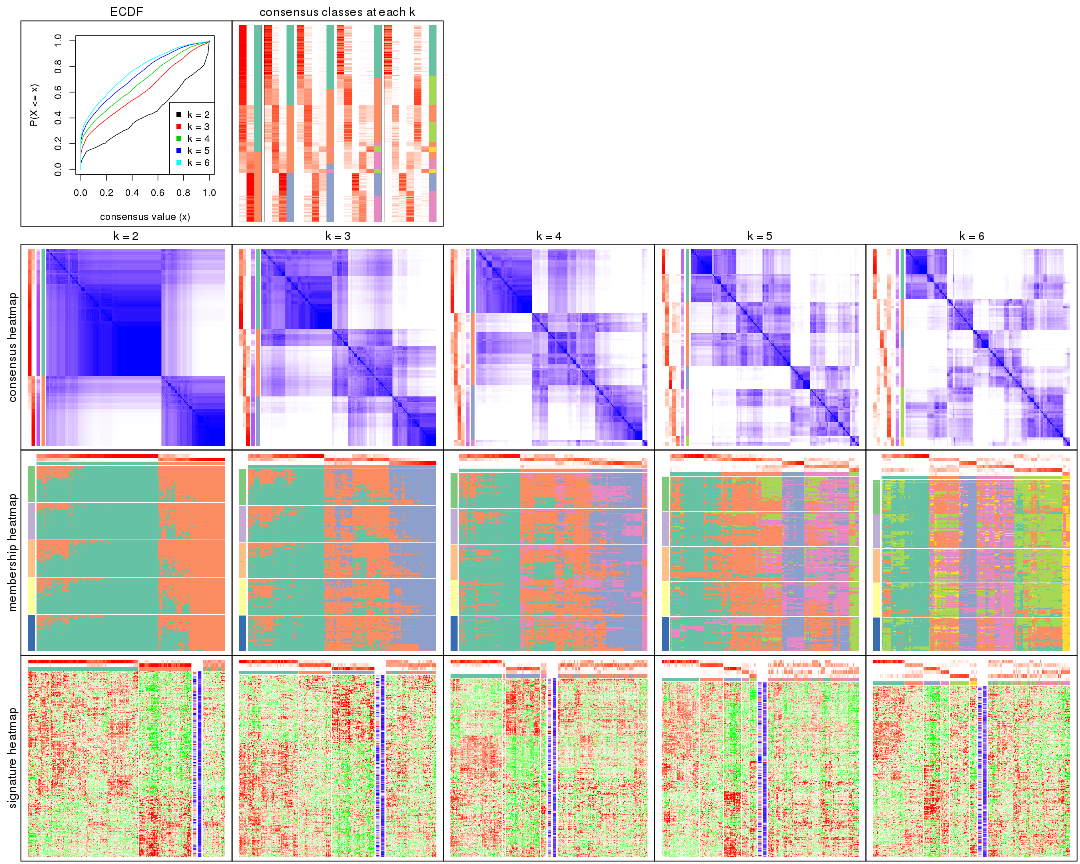 ECDF
consensus classes at each k
P(X <= x)
0.0 0.2 0.4 0.6 0.8 1.0
k = 2
k = 3
k = 4
k = 5
k = 6
0.0 0.2 0.4 0.6 0.8 1.0
consensus value (x)
k = 2 k = 3 k = 4 k = 5 k = 6
consensus heatmap
membership heatmap
signature heatmap